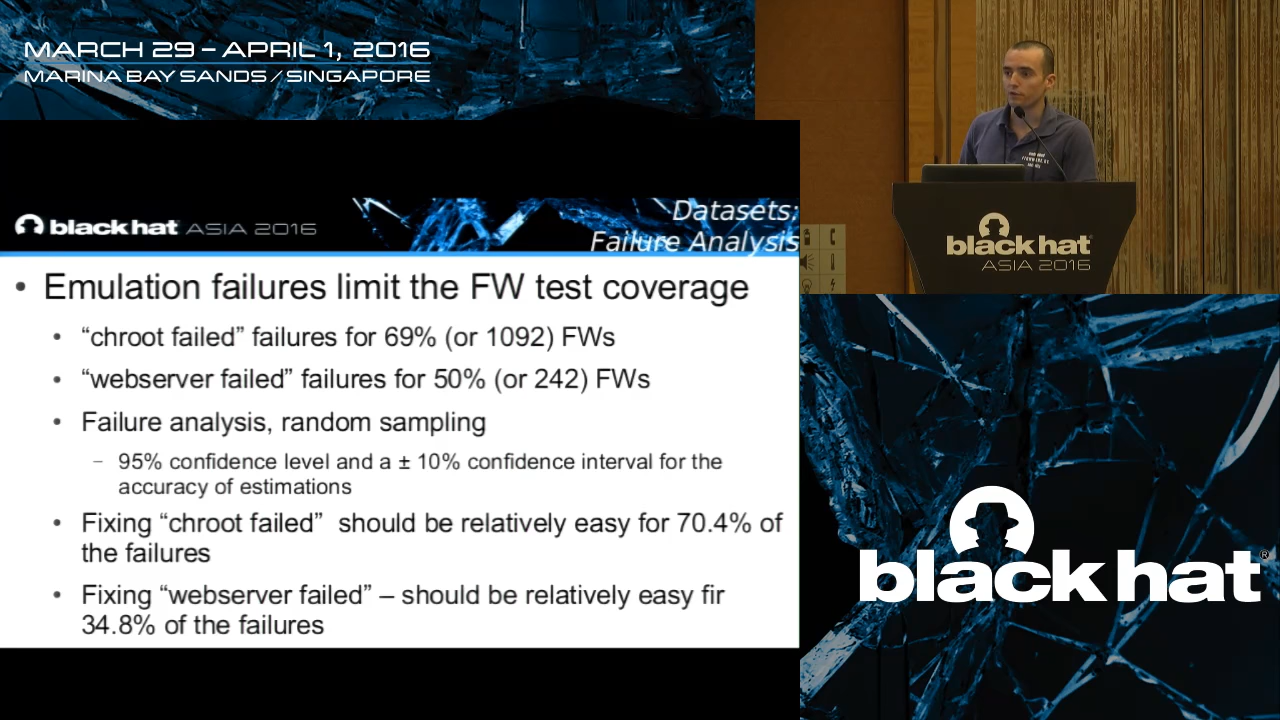 MARCH 29 – APRIL 1, 2016
MARINA BAY SANDS / SINGAPORE
black hat ASIA 2016
Datasets:
Failure Analysis
• Emulation failures limit the FW test coverage
• “chroot failed” failures for 69% (or 1092) FWs
• “webserver failed” failures for 50% (or 242) FWs
• Failure analysis, random sampling
– 95% confidence level and a ± 10% confidence interval for the
accuracy of estimations
• Fixing “chroot failed” should be relatively easy for 70.4% of
the failures
• Fixing “webserver failed” – should be relatively easy fir
34.8% of the failures
black hat
ASIA 2016
black hat®